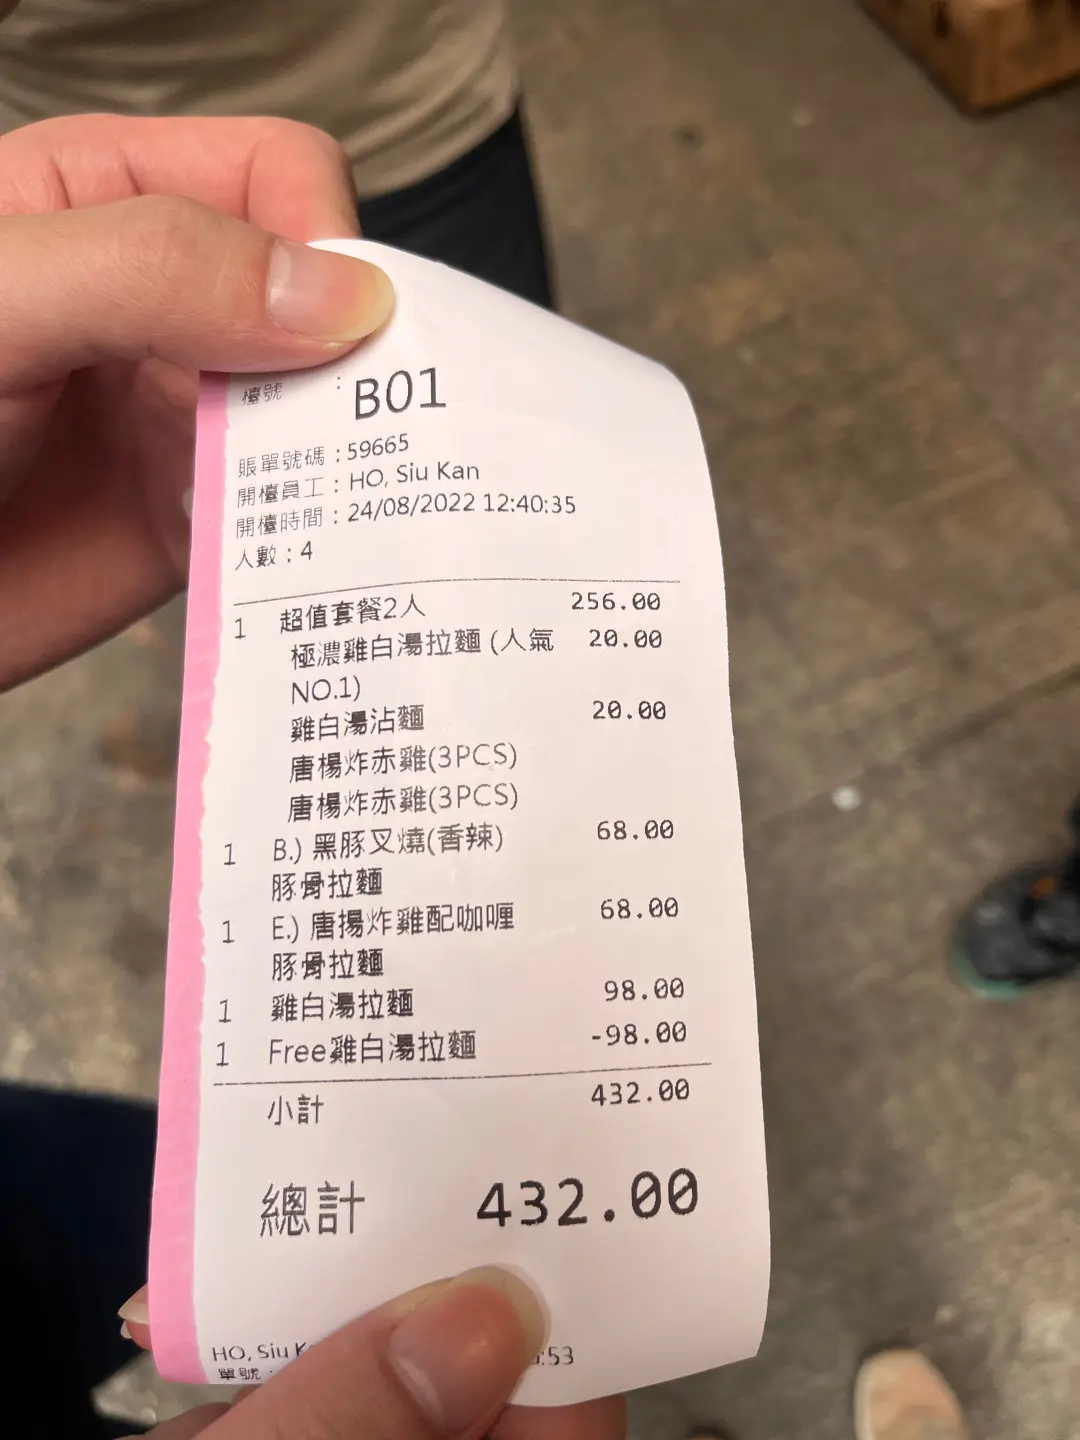 檯號 : B01
賬單號碼 : 59665
開檯員工 : HO, Siu Kan
開檯時間 : 24/08/2022 12:40:35
人數 : 4
1 超值套餐2人 256.00
極濃雞白湯拉麵 (人氣 20.00
NO.1)
雞白湯沾麵 20.00
唐楊炸赤雞(3PCS)
唐楊炸赤雞(3PCS)
1 B.) 黑豚叉燒(香辣) 68.00
豚骨拉麵
1 E.) 唐揚炸雞配咖喱 68.00
豚骨拉麵
1 雞白湯拉麵 98.00
1 Free雞白湯拉麵 -98.00
小計 432.00
總計 432.00
HO, Siu :53
單號 :